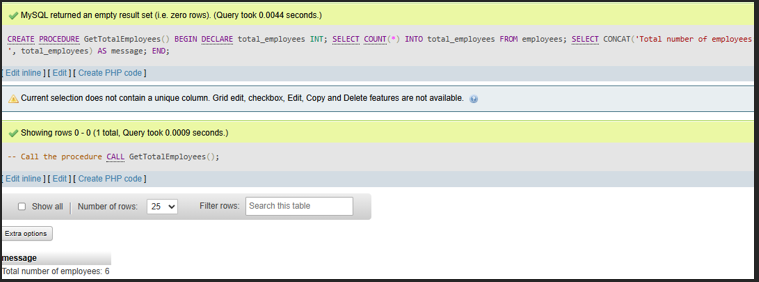 MySQL returned an empty result set (i.e. zero rows). (Query took 0.0044 seconds.)
CREATE PROCEDURE GetTotalEmployees() BEGIN DECLARE total_employees INT; SELECT COUNT(*) INTO total_employees FROM employees; SELECT CONCAT('Total number of employees
', total_employees) AS message; END;
[ Edit inline ] [ Edit ] [ Create PHP code ]
Current selection does not contain a unique column. Grid edit, checkbox, Edit, Copy and Delete features are not available.
Showing rows 0 - 0 (1 total, Query took 0.0009 seconds.)
-- Call the procedure CALL GetTotalEmployees();
[ Edit inline ] [ Edit ] [ Create PHP code ]
Show all | Number of rows: 25 Filter rows: Search this table
Extra options
message
Total number of employees: 6